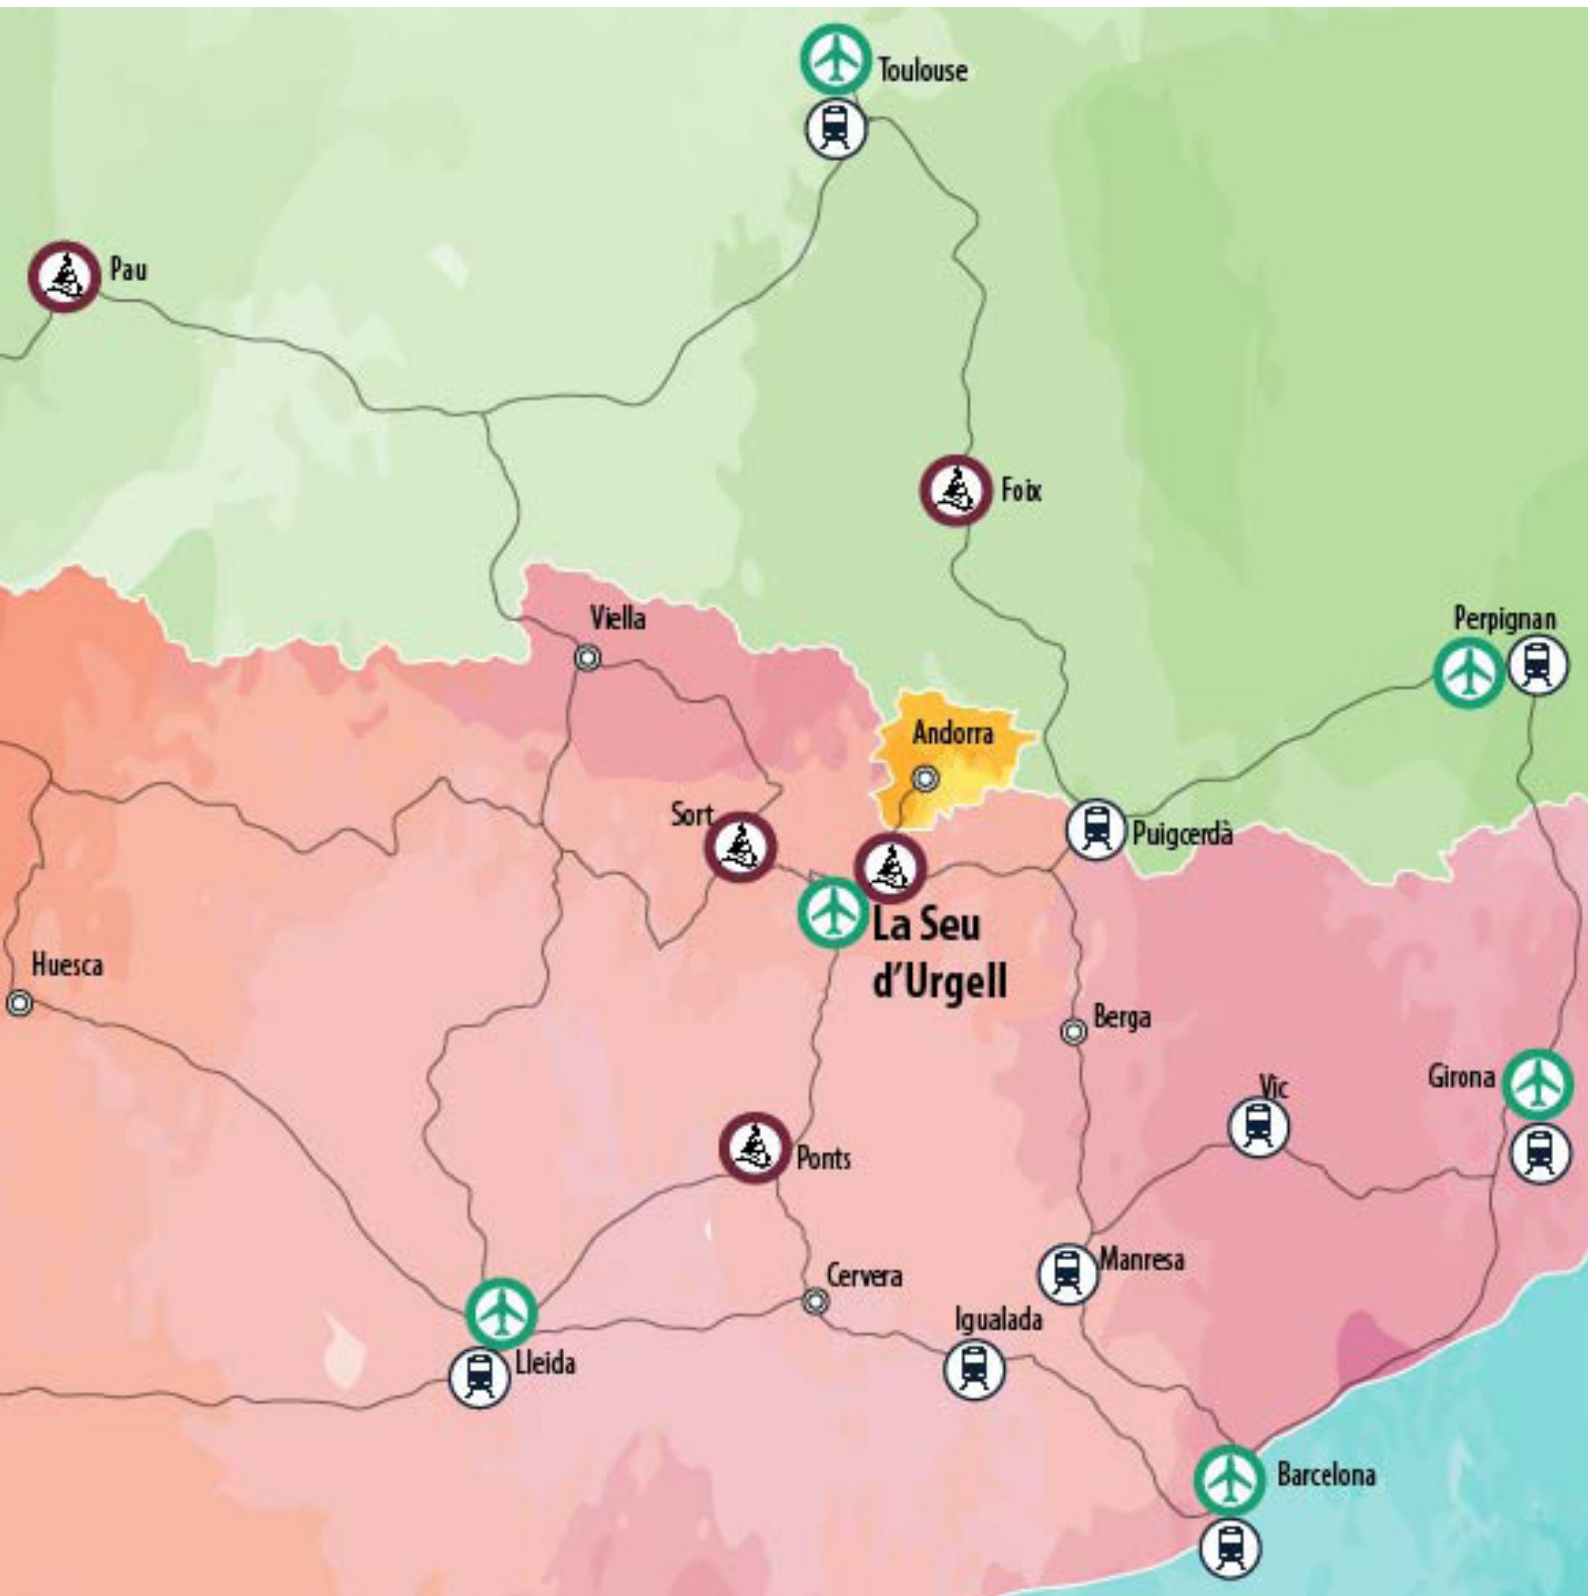 Toulouse
Pau
Foix
Viella
Perpignan
Andorra
Sort
Puigcerdà
La Seu
d'Urgell
Huesca
Berga
Vic
Girona
Ponts
Manresa
Cervera
Igualada
Lleida
Barcelona